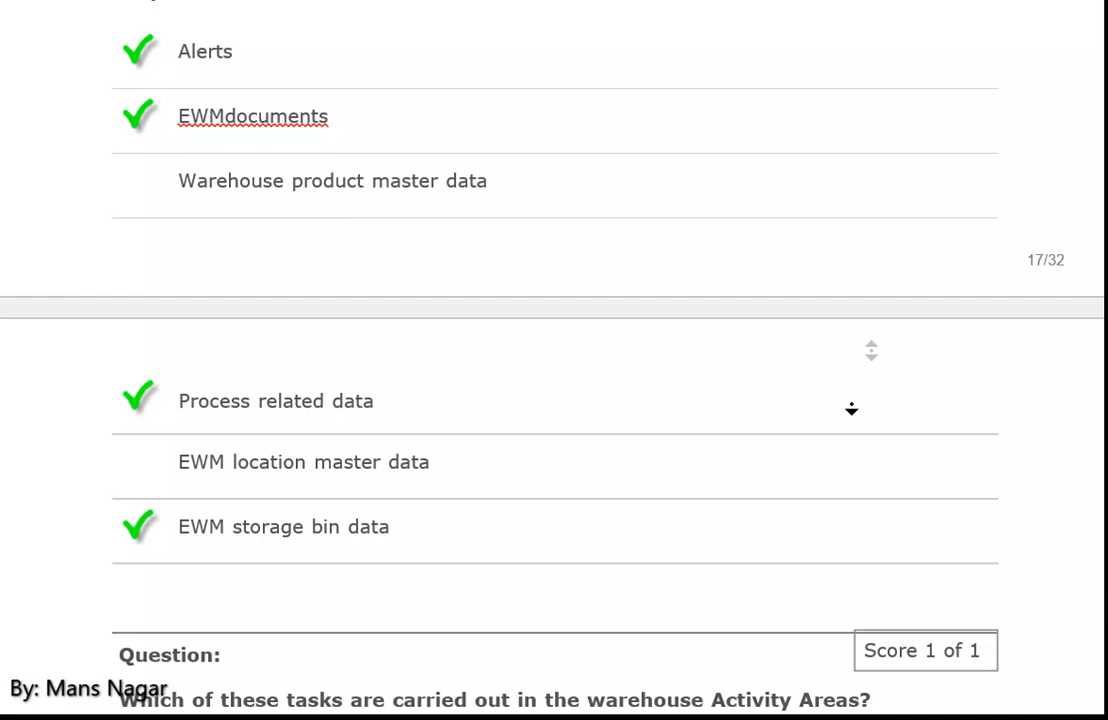 Alerts
EWMdocuments
Warehouse product master data
17/32
Process related data
EWM location master data
EWM storage bin data
Question:
Score 1 of 1
By: Mans Nagar
Which of these tasks are carried out in the warehouse Activity Areas?